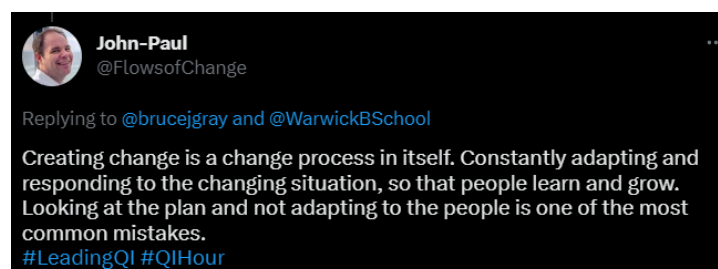 John-Paul
@FlowsofChange
Replying to @brucejgray and @WarwickBSchool
Creating change is a change process in itself. Constantly adapting and
responding to the changing situation, so that people learn and grow.
Looking at the plan and not adapting to the people is one of the most
common mistakes.
#LeadingQI #QIHour